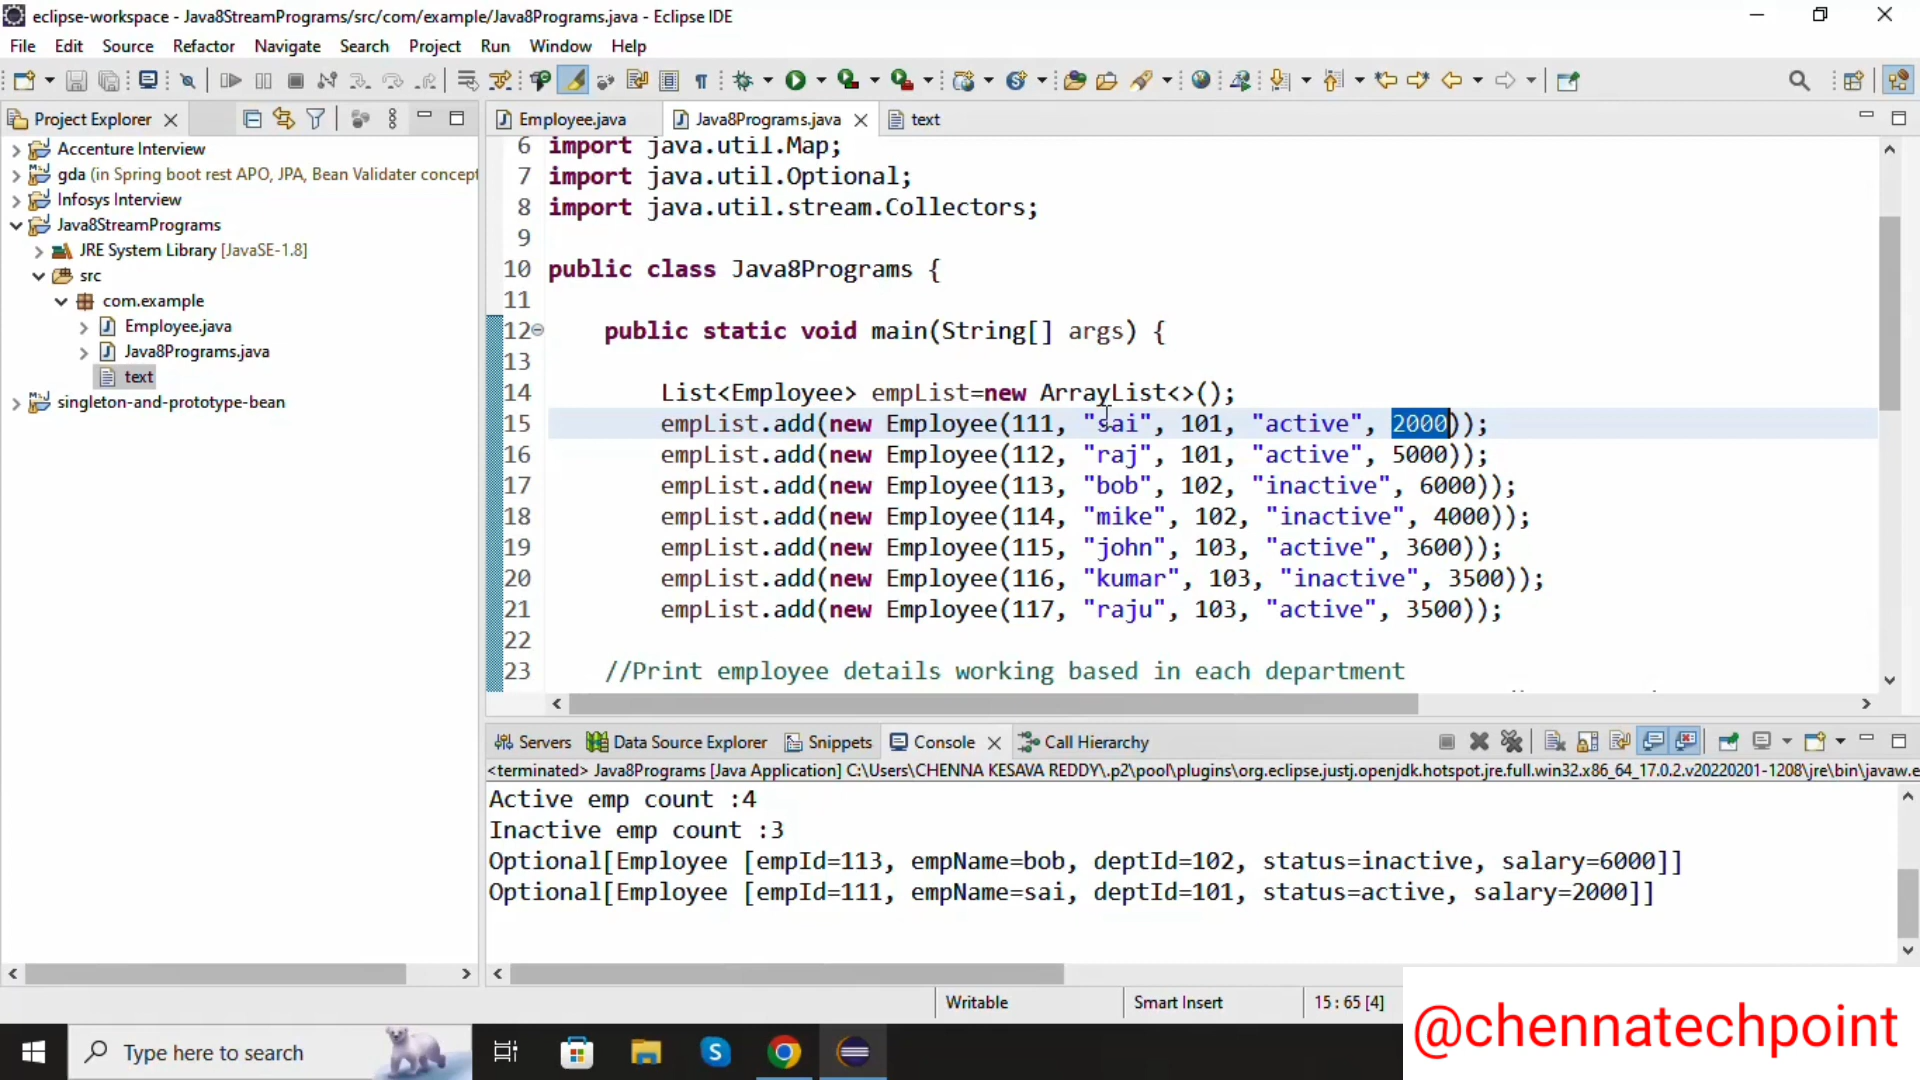 eclipse-workspace - Java8StreamPrograms/src/com/example/Java8Programs.java - Eclipse IDE
File Edit Source Refactor Navigate Search Project Run Window Help
Project Explorer
Employee.java Java8Programs.java text
Accenture Interview
gda (in Spring boot rest APO, JPA, Bean Validater concept
Infosys Interview
Java8StreamPrograms
JRE System Library [JavaSE-1.8]
src
com.example
Employee.java
Java8Programs.java
text
singleton-and-prototype-bean
6 import java.util.Map;
7 import java.util.Optional;
8 import java.util.stream.Collectors;
9
10 public class Java8Programs {
11
12 public static void main(String[] args) {
13
14 List<Employee> empList=new ArrayList<>();
15 empList.add(new Employee(111, "sai", 101, "active", 2000));
16 empList.add(new Employee(112, "raj", 101, "active", 5000));
17 empList.add(new Employee(113, "bob", 102, "inactive", 6000));
18 empList.add(new Employee(114, "mike", 102, "inactive", 4000));
19 empList.add(new Employee(115, "john", 103, "active", 3600));
20 empList.add(new Employee(116, "kumar", 103, "inactive", 3500));
21 empList.add(new Employee(117, "raju", 103, "active", 3500));
22
23 //Print employee details working based in each department
Servers Data Source Explorer Snippets Console Call Hierarchy
<terminated> Java8Programs [Java Application] C:\Users\CHENNA KESAVA REDDY\.p2\pool\plugins\org.eclipse.justj.openjdk.hotspot.jre.full.win32.x86_64_17.0.2.v20220201-1208\jre\bin\javaw.e
Active emp count :4
Inactive emp count :3
Optional[Employee [empId=113, empName=bob, deptId=102, status=inactive, salary=6000]]
Optional[Employee [empId=111, empName=sai, deptId=101, status=active, salary=2000]]
Writable Smart Insert 15 : 65 [4]
Type here to search
@chennatechpoint